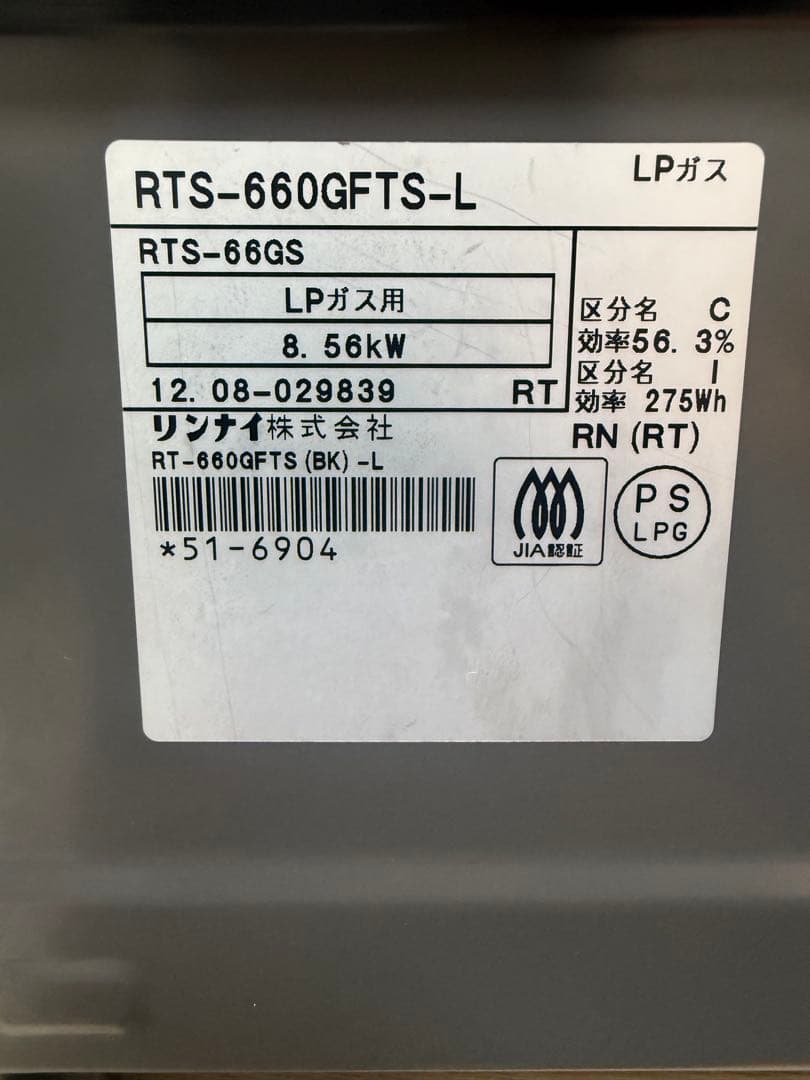 RTS-660GFTS-L
LPガス
RTS-66GS
LPガス用
8.56kW
12.08-029839 RT
区分名 C
効率56.3%
区分名 I
効率 275Wh
リンナイ株式会社
RN (RT)
RT-660GFTS (BK) -L
*51-6904
JIA認証
PS
LPG